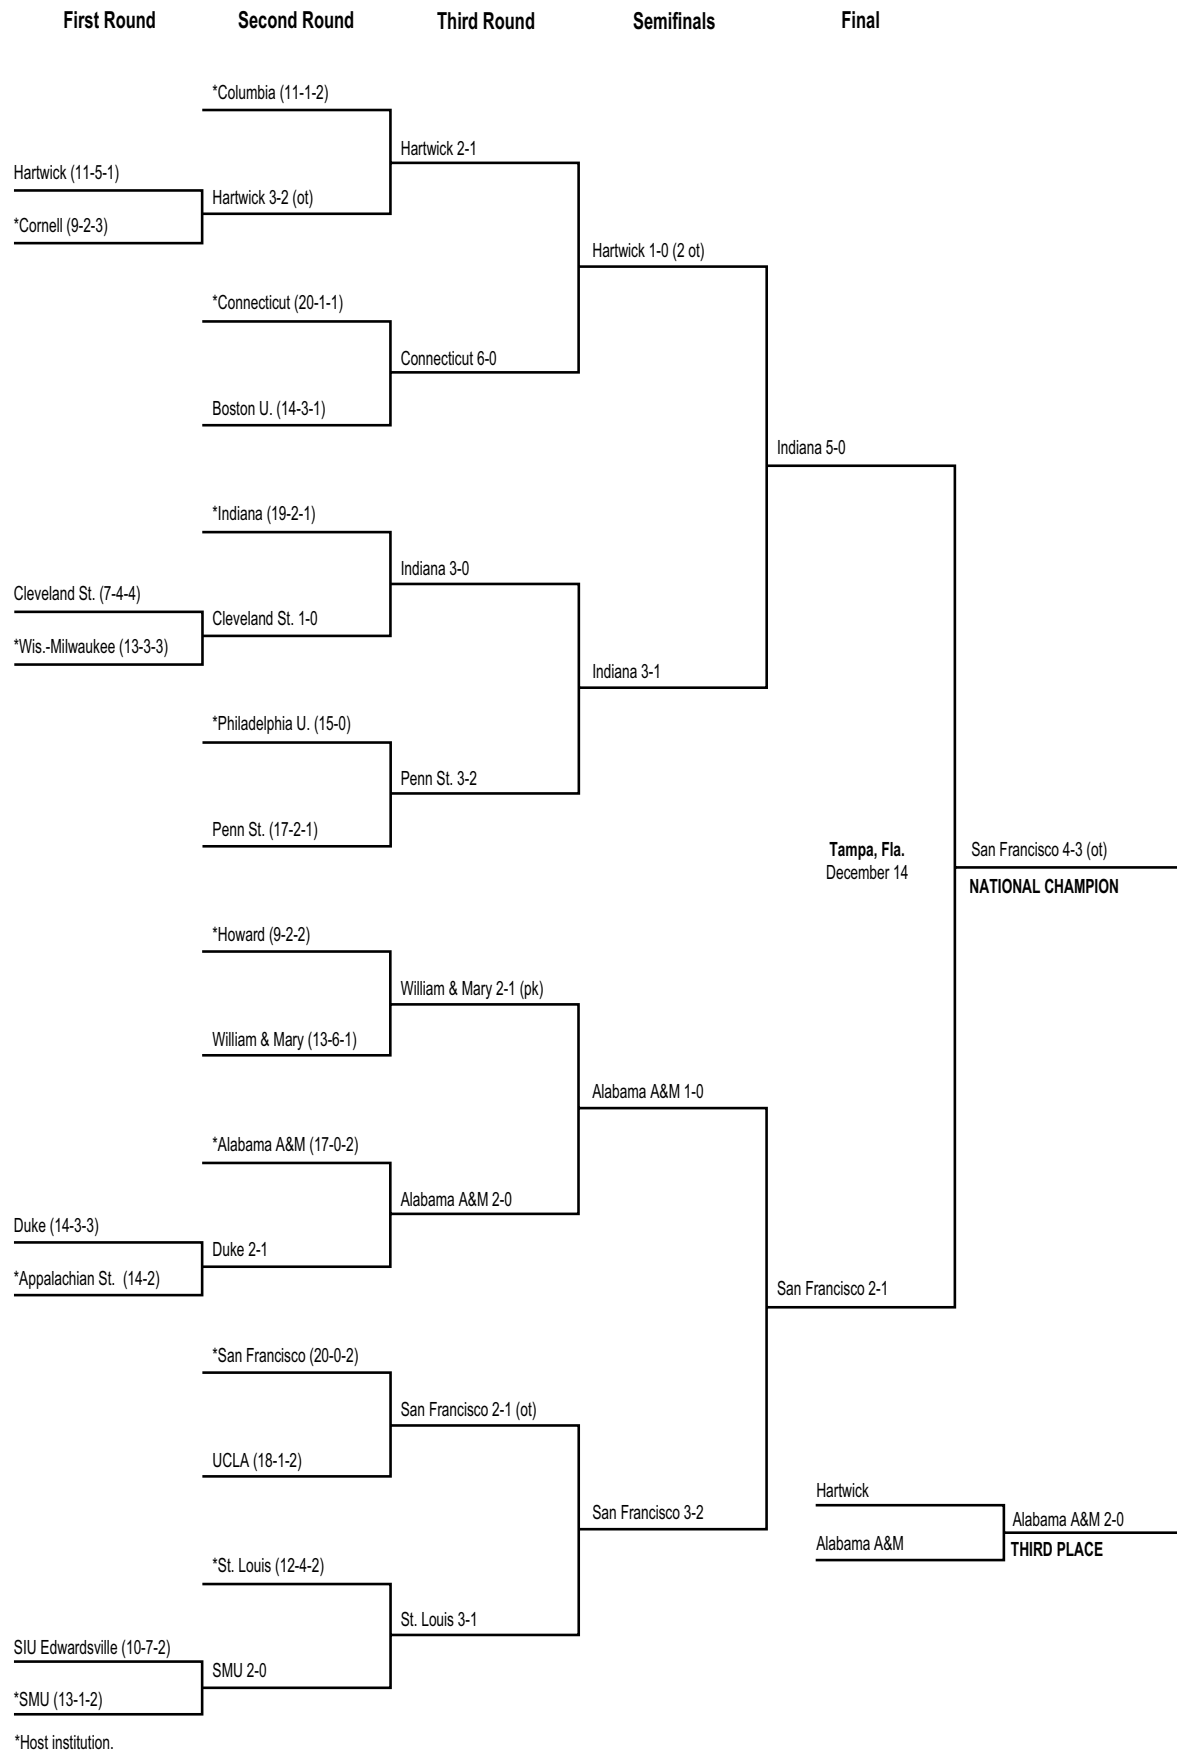 First Round
Second Round
Third Round
Semifinals
Final
*Columbia (11-1-2)
Hartwick 2-1
Hartwick (11-5-1)
Hartwick 3-2 (ot)
*Cornell (9-2-3)
Hartwick 1-0 (2 ot)
*Connecticut (20-1-1)
Connecticut 6-0
Boston U. (14-3-1)
Indiana 5-0
*Indiana (19-2-1)
Indiana 3-0
Cleveland St. (7-4-4)
Cleveland St. 1-0
*Wis.-Milwaukee (13-3-3)
Indiana 3-1
*Philadelphia U. (15-0)
Penn St. 3-2
Penn St. (17-2-1)
Tampa, Fla.
December 14
San Francisco 4-3 (ot)
NATIONAL CHAMPION
*Howard (9-2-2)
William & Mary 2-1 (pk)
William & Mary (13-6-1)
Alabama A&M 1-0
*Alabama A&M (17-0-2)
Alabama A&M 2-0
Duke (14-3-3)
Duke 2-1
*Appalachian St.  (14-2)
San Francisco 2-1
*San Francisco (20-0-2)
San Francisco 2-1 (ot)
UCLA (18-1-2)
San Francisco 3-2
Hartwick
Alabama A&M 2-0
Alabama A&M
THIRD PLACE
*St. Louis (12-4-2)
St. Louis 3-1
SIU Edwardsville (10-7-2)
SMU 2-0
*SMU (13-1-2)
*Host institution.